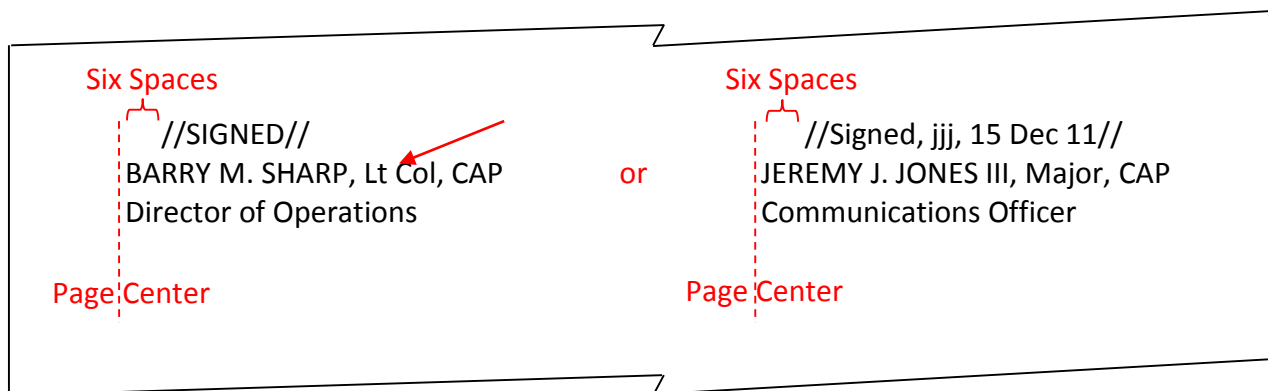 Six Spaces
//SIGNED//
BARRY M. SHARP, Lt Col, CAP
Director of Operations
Page Center
or
Six Spaces
//Signed, jjj, 15 Dec 11//
JEREMY J. JONES III, Major, CAP
Communications Officer
Page Center